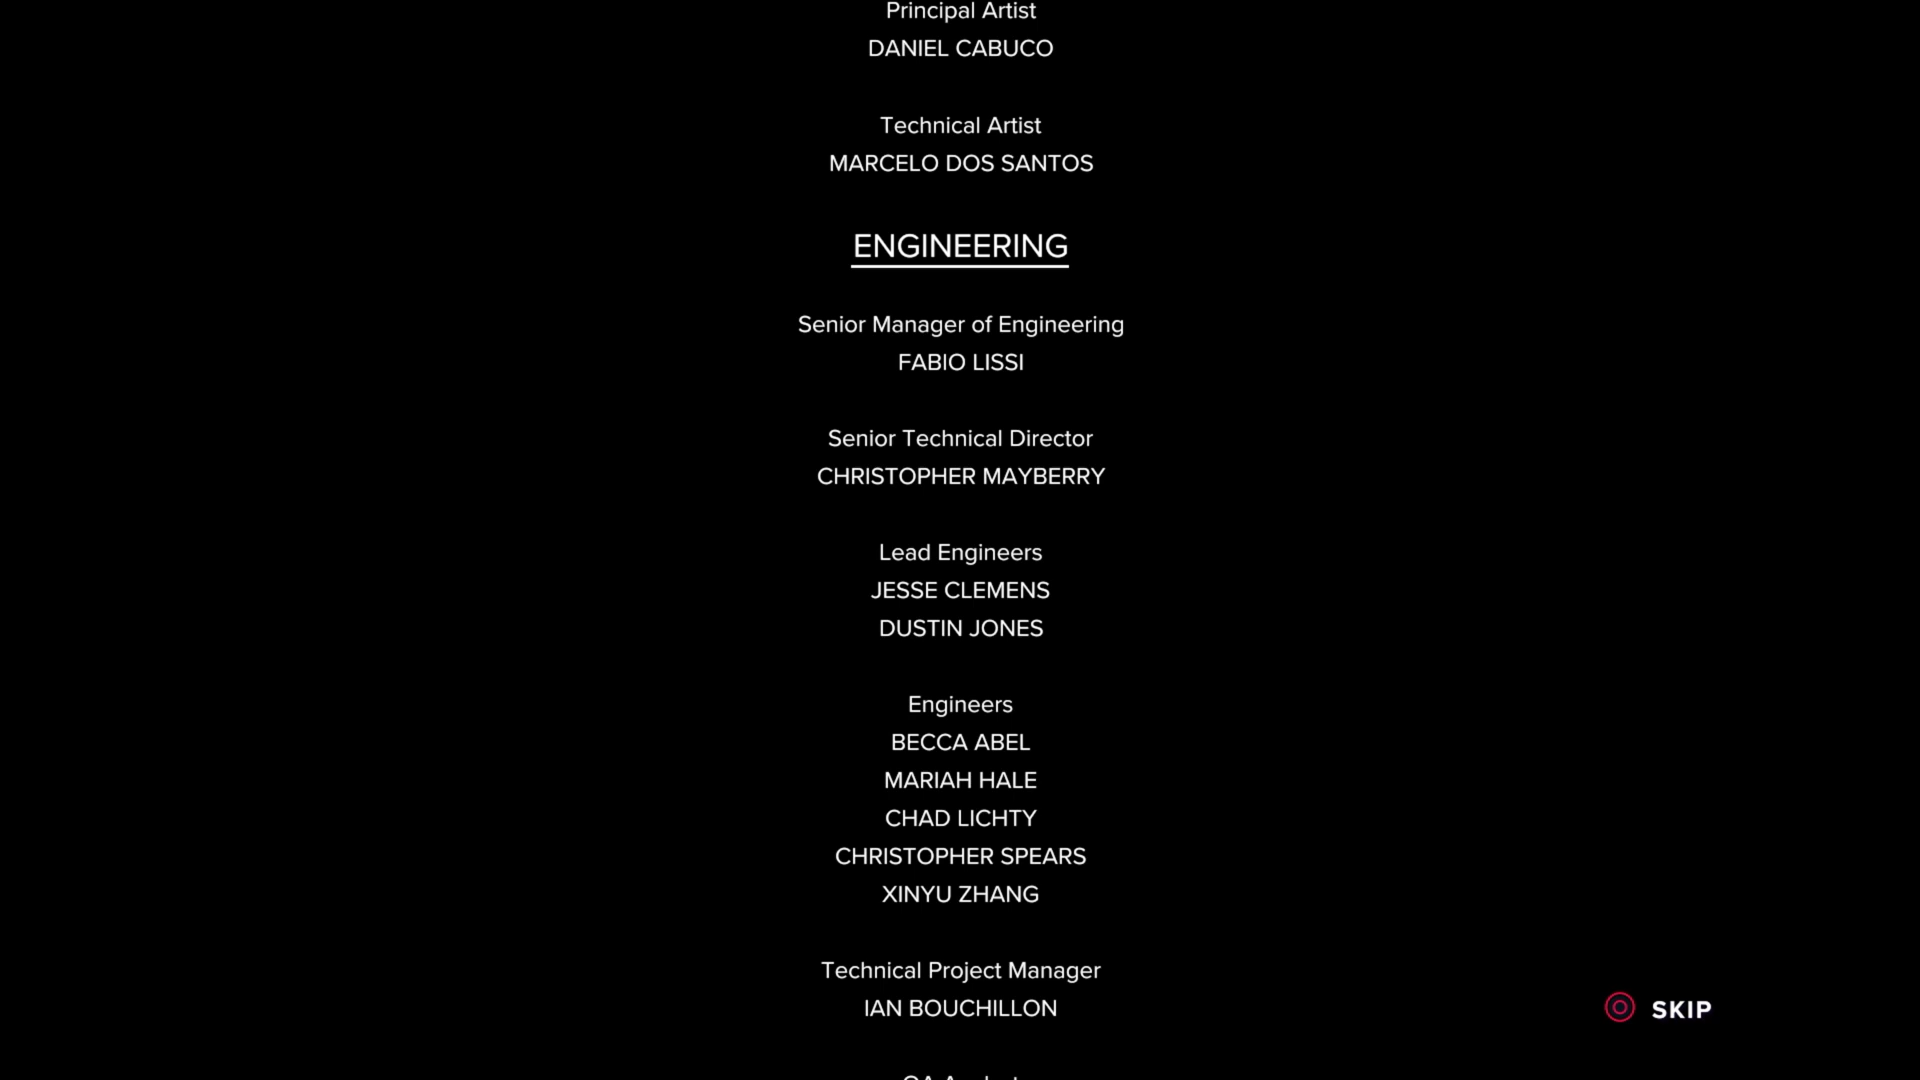 Principal Artist
DANIEL CABUCO
Technical Artist
MARCELO DOS SANTOS
ENGINEERING
Senior Manager of Engineering
FABIO LISSI
Senior Technical Director
CHRISTOPHER MAYBERRY
Lead Engineers
JESSE CLEMENS
DUSTIN JONES
Engineers
BECCA ABEL
MARIAH HALE
CHAD LICHTY
CHRISTOPHER SPEARS
XINYU ZHANG
Technical Project Manager
IAN BOUCHILLON
SKIP